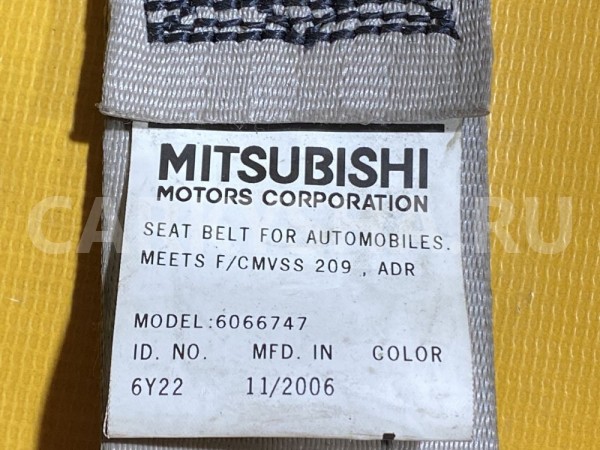 MITSUBISHI
MOTORS CORPORATION
SEAT BELT FOR AUTOMOBILES.
MEETS F/CMVSS 209 , ADR
MODEL:6066747
ID. NO. MFD. IN COLOR
6Y22 11/2006